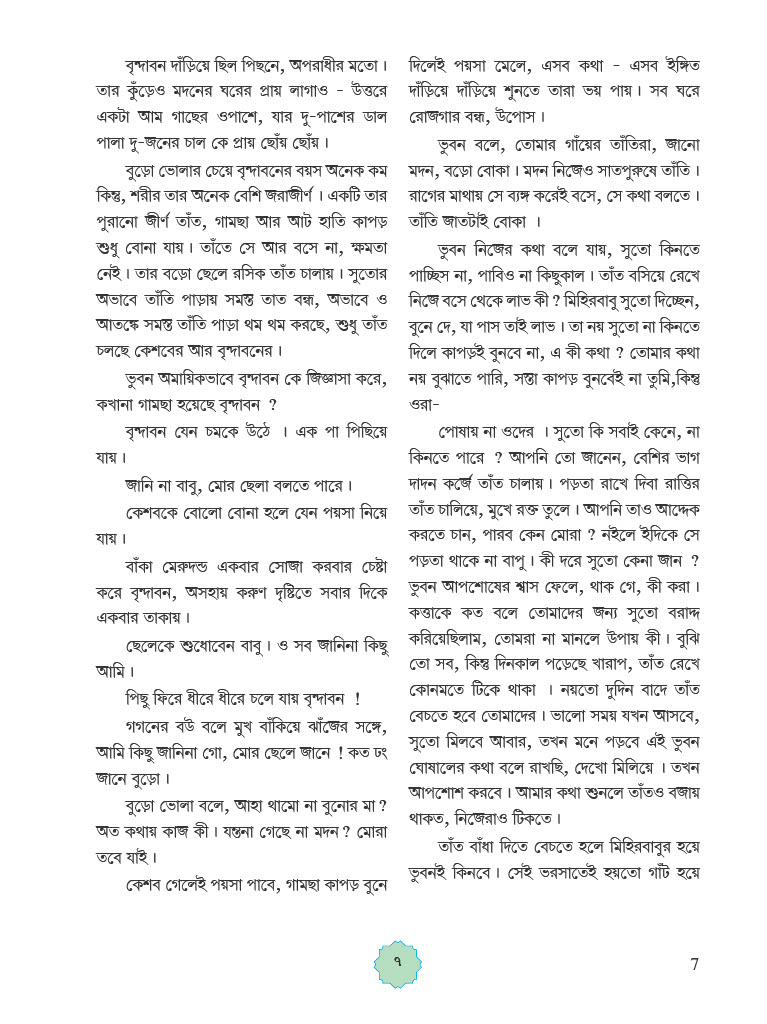 বৃন্দাবন দাঁড়িয়ে ছিল পিছনে, অপরাধীর মতো।
তার কুঁড়েও মদনের ঘরের প্রায় লাগাও - উত্তরে
একটা আম গাছের ওপাশে, যার দু-পাশের ডাল
পালা দু-জনের চাল কে প্রায় ছোঁয় ছোঁয়।
বুড়ো ভোলার চেয়ে বৃন্দাবনের বয়স অনেক কম
কিন্তু, শরীর তার অনেক বেশি জরাজীর্ণ। একটি তার
পুরানো জীর্ণ তাঁত, গামছা আর আট হাতি কাপড়
শুধু বোনা যায়। তাঁতে সে আর বসে না, ক্ষমতা
নেই। তার বড়ো ছেলে রসিক তাঁত চালায়। সুতোর
অভাবে তাঁতি পাড়ায় সমস্ত তাত বন্ধ, অভাবে ও
আতঙ্কে সমস্ত তাঁতি পাড়া থম থম করছে, শুধু তাঁত
চলছে কেশবের আর বৃন্দাবনের।
ভুবন অমায়িকভাবে বৃন্দাবন কে জিজ্ঞাসা করে,
কখানা গামছা হয়েছে বৃন্দাবন ?
বৃন্দাবন যেন চমকে উঠে । এক পা পিছিয়ে
যায়।
জানি না বাবু, মোর ছেলা বলতে পারে।
কেশবকে বোলো বোনা হলে যেন পয়সা নিয়ে
যায়।
বাঁকা মেরুদন্ড একবার সোজা করবার চেষ্টা
করে বৃন্দাবন, অসহায় করুণ দৃষ্টিতে সবার দিকে
একবার তাকায়।
ছেলেকে শুধোবেন বাবু। ও সব জানিনা কিছু
আমি।
পিছু ফিরে ধীরে ধীরে চলে যায় বৃন্দাবন !
গগনের বউ বলে মুখ বাঁকিয়ে ঝাঁজের সঙ্গে,
আমি কিছু জানিনা গো, মোর ছেলে জানে ! কত ঢং
জানে বুড়ো।
বুড়ো ভোলা বলে, আহা থামো না বুনোর মা ?
অত কথায় কাজ কী। যন্তনা গেছে না মদন ? মোরা
তবে যাই।
কেশব গেলেই পয়সা পাবে, গামছা কাপড় বুনে
দিলেই পয়সা মেলে, এসব কথা - এসব ইঙ্গিত
দাঁড়িয়ে দাঁড়িয়ে শুনতে তারা ভয় পায়। সব ঘরে
রোজগার বন্ধ, উপোস।
ভুবন বলে, তোমার গাঁয়ের তাঁতিরা, জানো
মদন, বড়ো বোকা। মদন নিজেও সাতপুরুষে তাঁতি।
রাগের মাথায় সে ব্যঙ্গ করেই বসে, সে কথা বলতে।
তাঁতি জাতটাই বোকা ।
ভুবন নিজের কথা বলে যায়, সুতো কিনতে
পাচ্ছিস না, পাবিও না কিছুকাল। তাঁত বসিয়ে রেখে
নিজে বসে থেকে লাভ কী ? মিহিরবাবু সুতো দিচ্ছেন,
বুনে দে, যা পাস তাই লাভ। তা নয় সুতো না কিনতে
দিলে কাপড়ই বুনবে না, এ কী কথা ? তোমার কথা
নয় বুঝাতে পারি, সস্তা কাপড় বুনবেই না তুমি,কিন্তু
ওরা-
পোষায় না ওদের । সুতো কি সবাই কেনে, না
কিনতে পারে ? আপনি তো জানেন, বেশির ভাগ
দাদন কর্জে তাঁত চালায়। পড়তা রাখে দিবা রাত্তির
তাঁত চালিয়ে, মুখে রক্ত তুলে। আপনি তাও আদ্দেক
করতে চান, পারব কেন মোরা ? নইলে ইদিকে সে
পড়তা থাকে না বাপু। কী দরে সুতো কেনা জান ?
ভুবন আপশোষের শ্বাস ফেলে, থাক গে, কী করা।
কত্তাকে কত বলে তোমাদের জন্য সুতো বরাদ্দ
করিয়েছিলাম, তোমরা না মানলে উপায় কী। বুঝি
তো সব, কিন্তু দিনকাল পড়েছে খারাপ, তাঁত রেখে
কোনমতে টিকে থাকা । নয়তো দুদিন বাদে তাঁত
বেচতে হবে তোমাদের। ভালো সময় যখন আসবে,
সুতো মিলবে আবার, তখন মনে পড়বে এই ভুবন
ঘোষালের কথা বলে রাখছি, দেখো মিলিয়ে । তখন
আপশোশ করবে। আমার কথা শুনলে তাঁতও বজায়
থাকত, নিজেরাও টিকতে।
তাঁত বাঁধা দিতে বেচতে হলে মিহিরবাবুর হয়ে
ভুবনই কিনবে। সেই ভরসাতেই হয়তো গাঁট হয়ে
৭
7